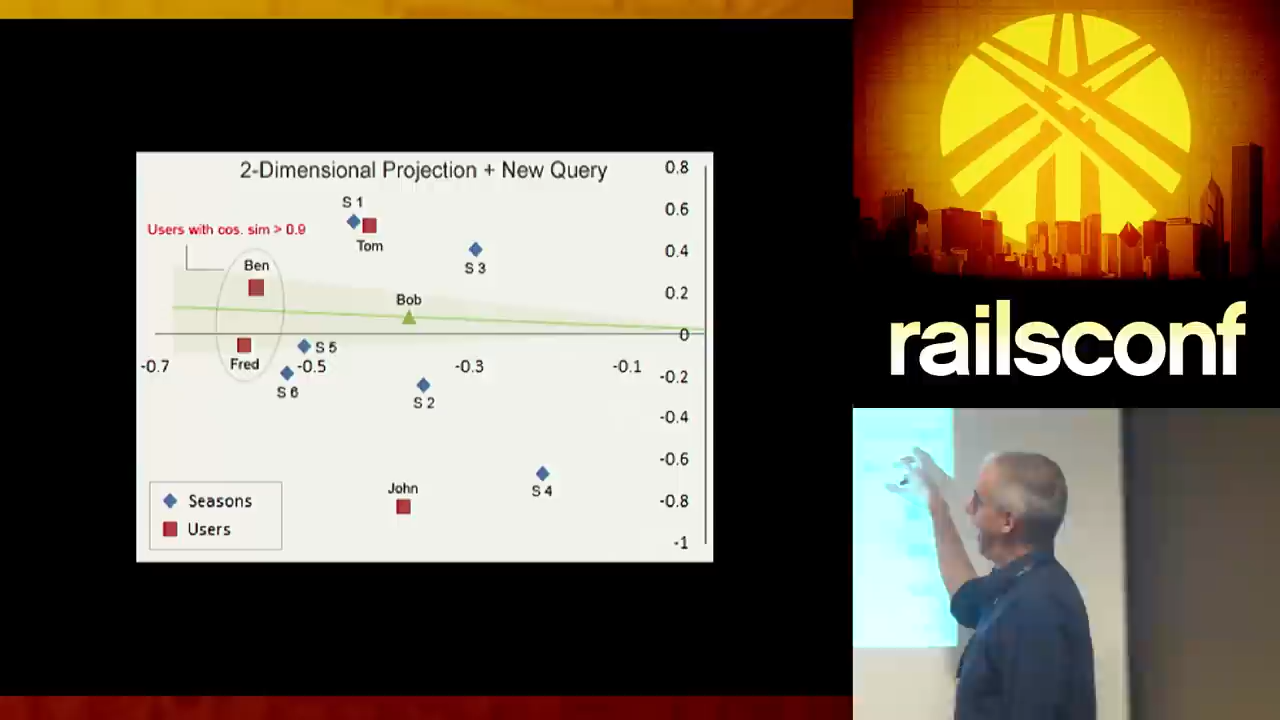 2-Dimensional Projection + New Query
0.8
S 1
0.6
Users with cos. sim > 0.9
Tom
0.4
Ben
S 3
0.2
Bob
0
S 5
Fred
-0.7
-0.5
-0.3
-0.1
-0.2
S 6
S 2
-0.4
-0.6
John
S 4
Seasons
-0.8
Users
-1
railsconf